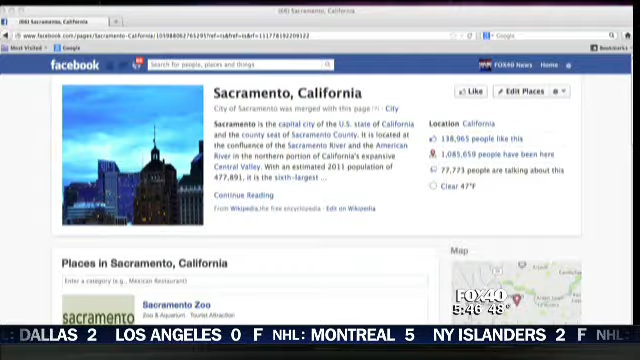 (68) Sacramento, California
(68) Sacramento, California
Most Visited
Google
Google
Bookmarks
facebook
Search for people, places and things
FOX40 News
Home
Sacramento, California
City of Sacramento was merged with this page
City
Like
Edit Places
Sacramento is the capital city of the U.S. state of California
and the county seat of Sacramento County. It is located at
the confluence of the Sacramento River and the American
River in the northern portion of California's expansive
Central Valley. With an estimated 2011 population of
477,891, it is the sixth-largest ...
Continue Reading
From Wikipedia, the free encyclopedia · Edit on Wikipedia
Location California
138,965 people like this
1,085,659 people have been here
77,773 people are talking about this
Clear 47°F
Places in Sacramento, California
Enter a category (e.g., Mexican Restaurant)
sacramento
Sacramento Zoo
Zoo & Aquarium · Tourist Attraction
Map
FOX40
5:46 48°
DALLAS 2 LOS ANGELES 0 F NHL: MONTREAL 5 NY ISLANDERS 2 F NHL